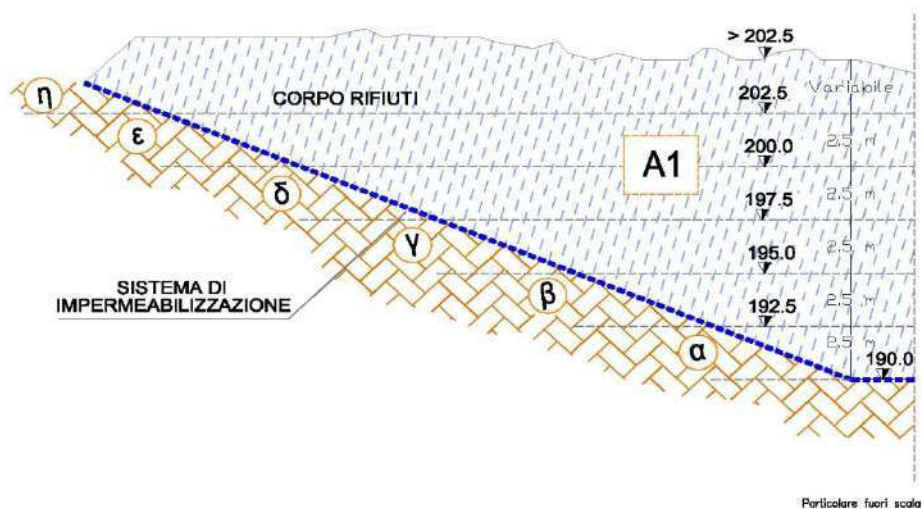 > 202.5
Variabile
η
CORPO RIFIUTI
202.5
ε
2.5 m
A1
200.0
δ
2.5 m
197.5
γ
2.5 m
SISTEMA DI
IMPERMEABILIZZAZIONE
195.0
β
2.5 m
192.5
α
2.5 m
190.0
Particolare fuori scala